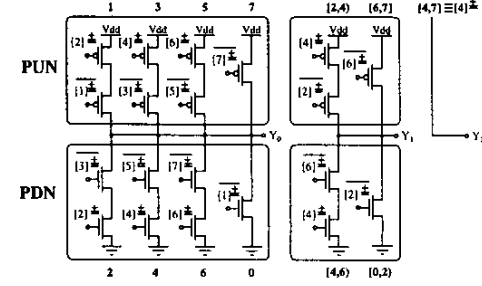 1 3 5 7 [2,4) [6,7] [4,7] ≡ [4]±
Vdd Vdd Vdd Vdd Vdd
[2]± [4]± [6]± [4]±
[7]± [6]±
PUN
[1]± [3]± [5]± [2]±
Y₀ Y₁ Y
[3]± [5]± [7]± [6]±
PDN
[1]± [2]±
[2]± [4]± [6]± [4]±
2 4 6 0 [4,6) [0,2)